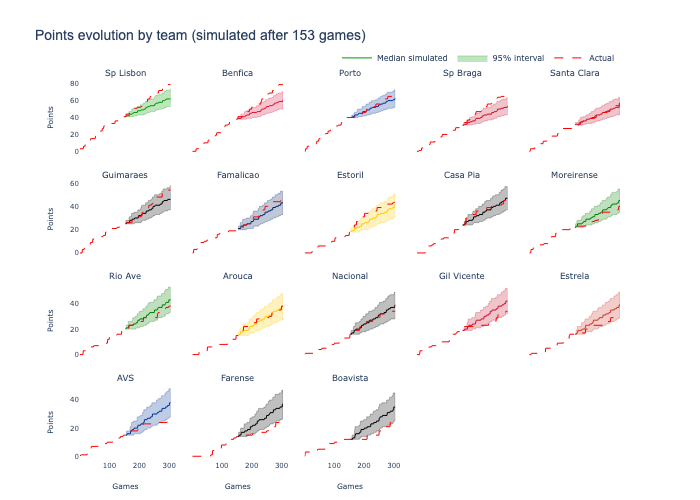 Points evolution by team (simulated after 153 games)
Median simulated 95% interval Actual
Sp Lisbon Benfica Porto Sp Braga Santa Clara
80
60
40
20
0
Points
Guimaraes Famalicao Estoril Casa Pia Moreirense
60
40
20
0
Points
Rio Ave Arouca Nacional Gil Vicente Estrela
40
20
0
Points
AVS Farense Boavista
40
20
0
Points
100 200 300 100 200 300 100 200 300
Games Games Games